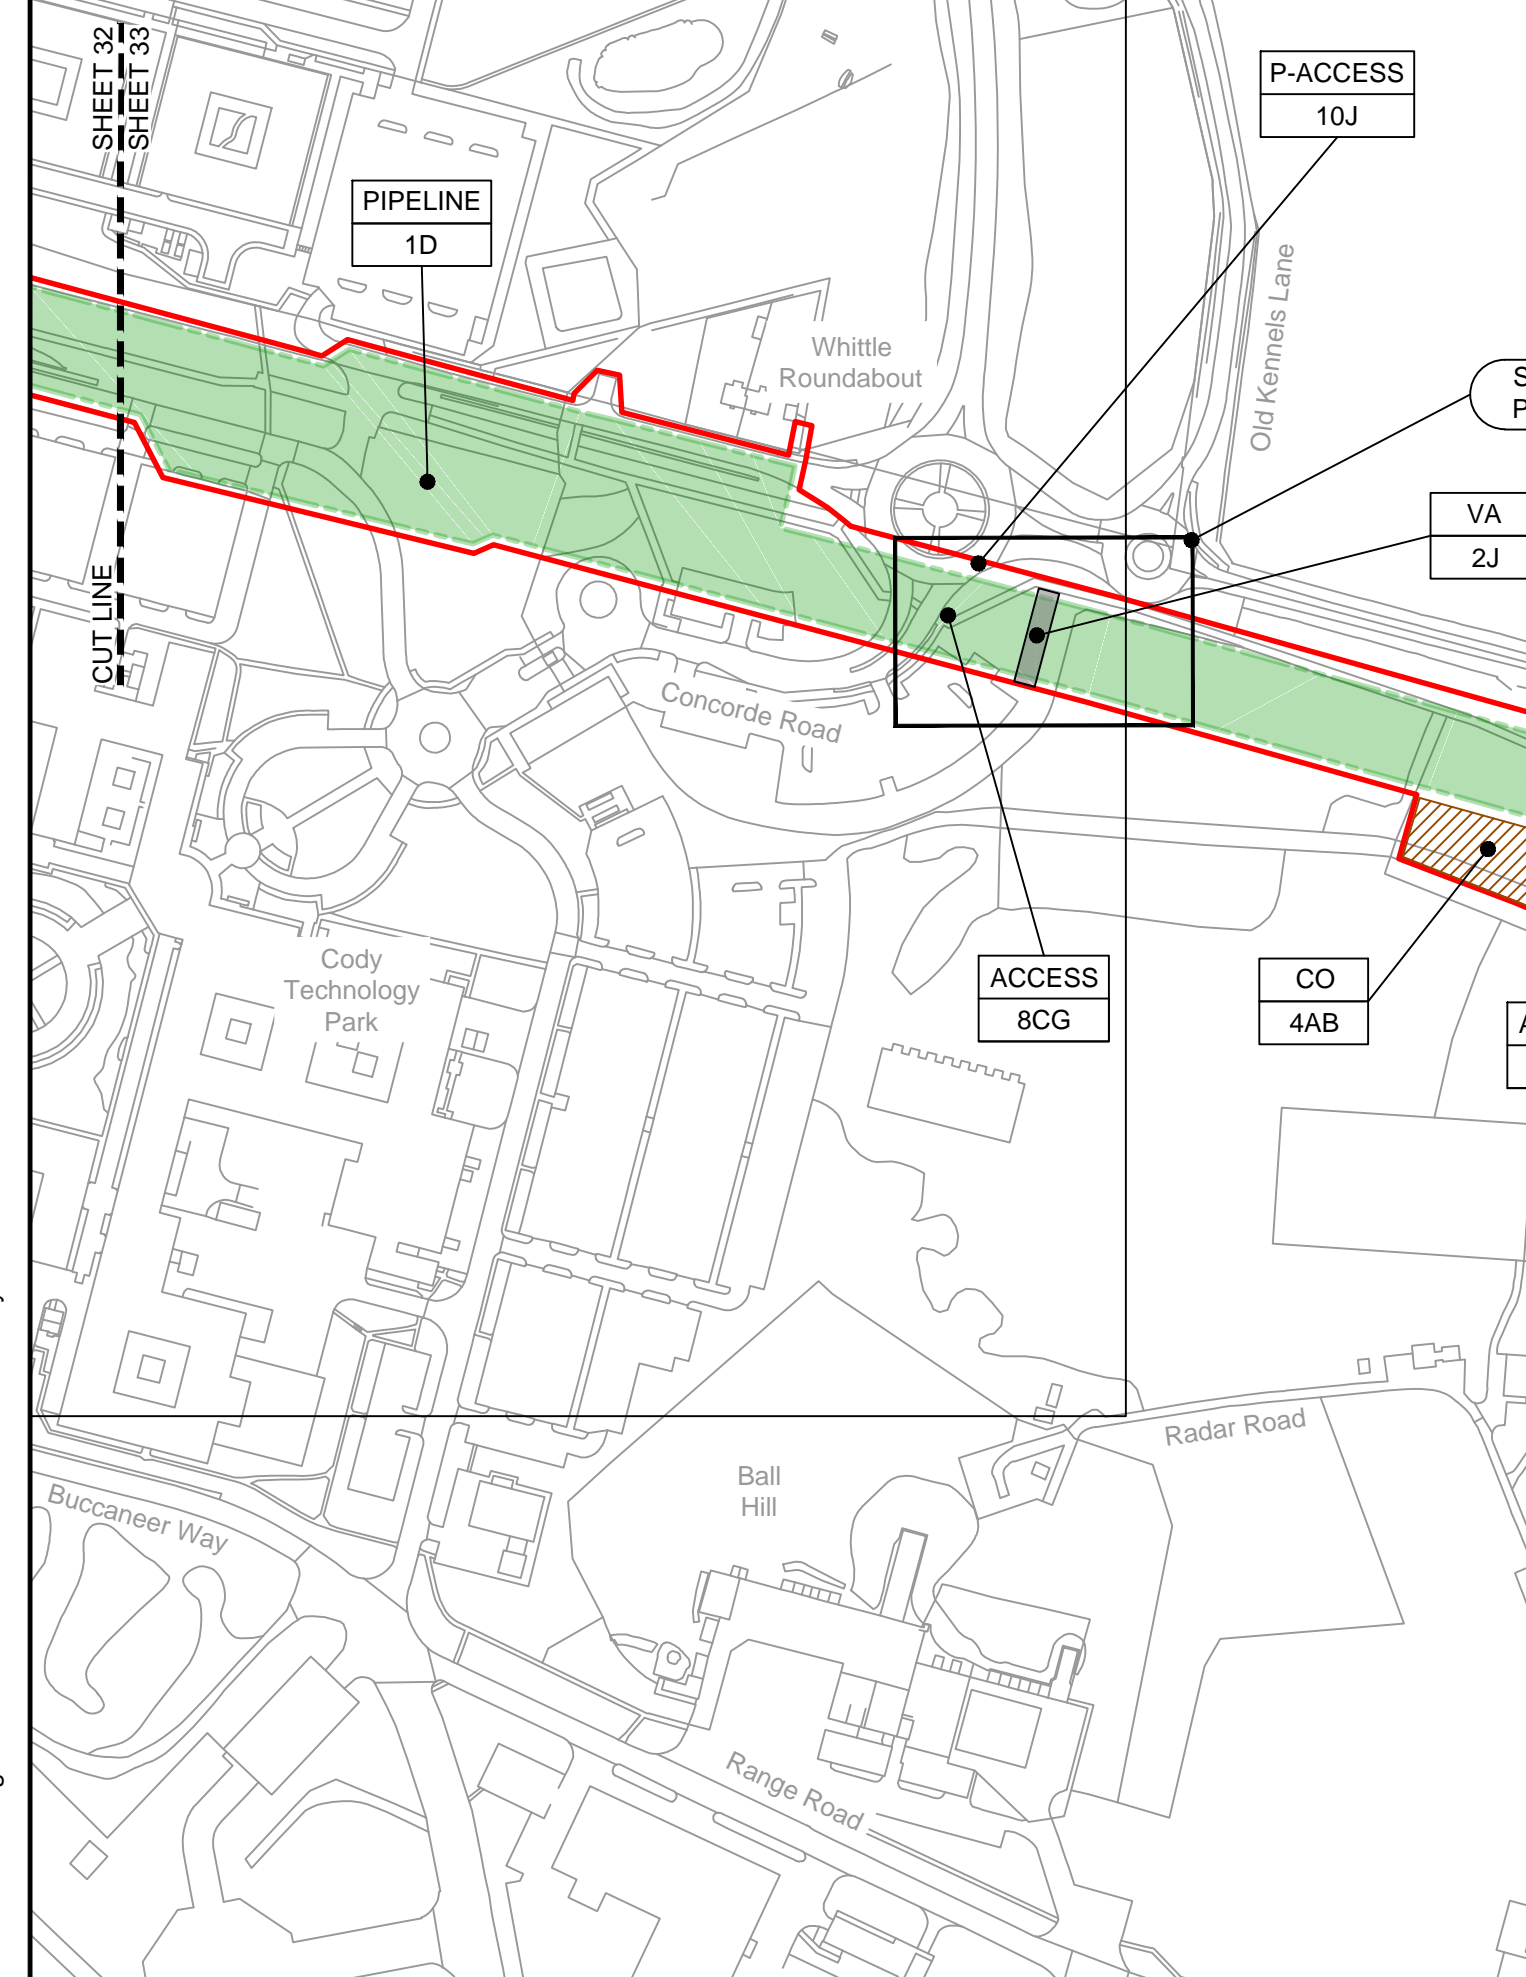 SHEET 32
SHEET 33
CUT LINE
P-ACCESS
10J
PIPELINE
1D
Old Kennels Lane
Whittle
Roundabout
S
P
VA
2J
Concorde Road
Cody
Technology
Park
ACCESS
8CG
CO
4AB
A
Radar Road
Ball
Hill
Buccaneer Way
Range Road